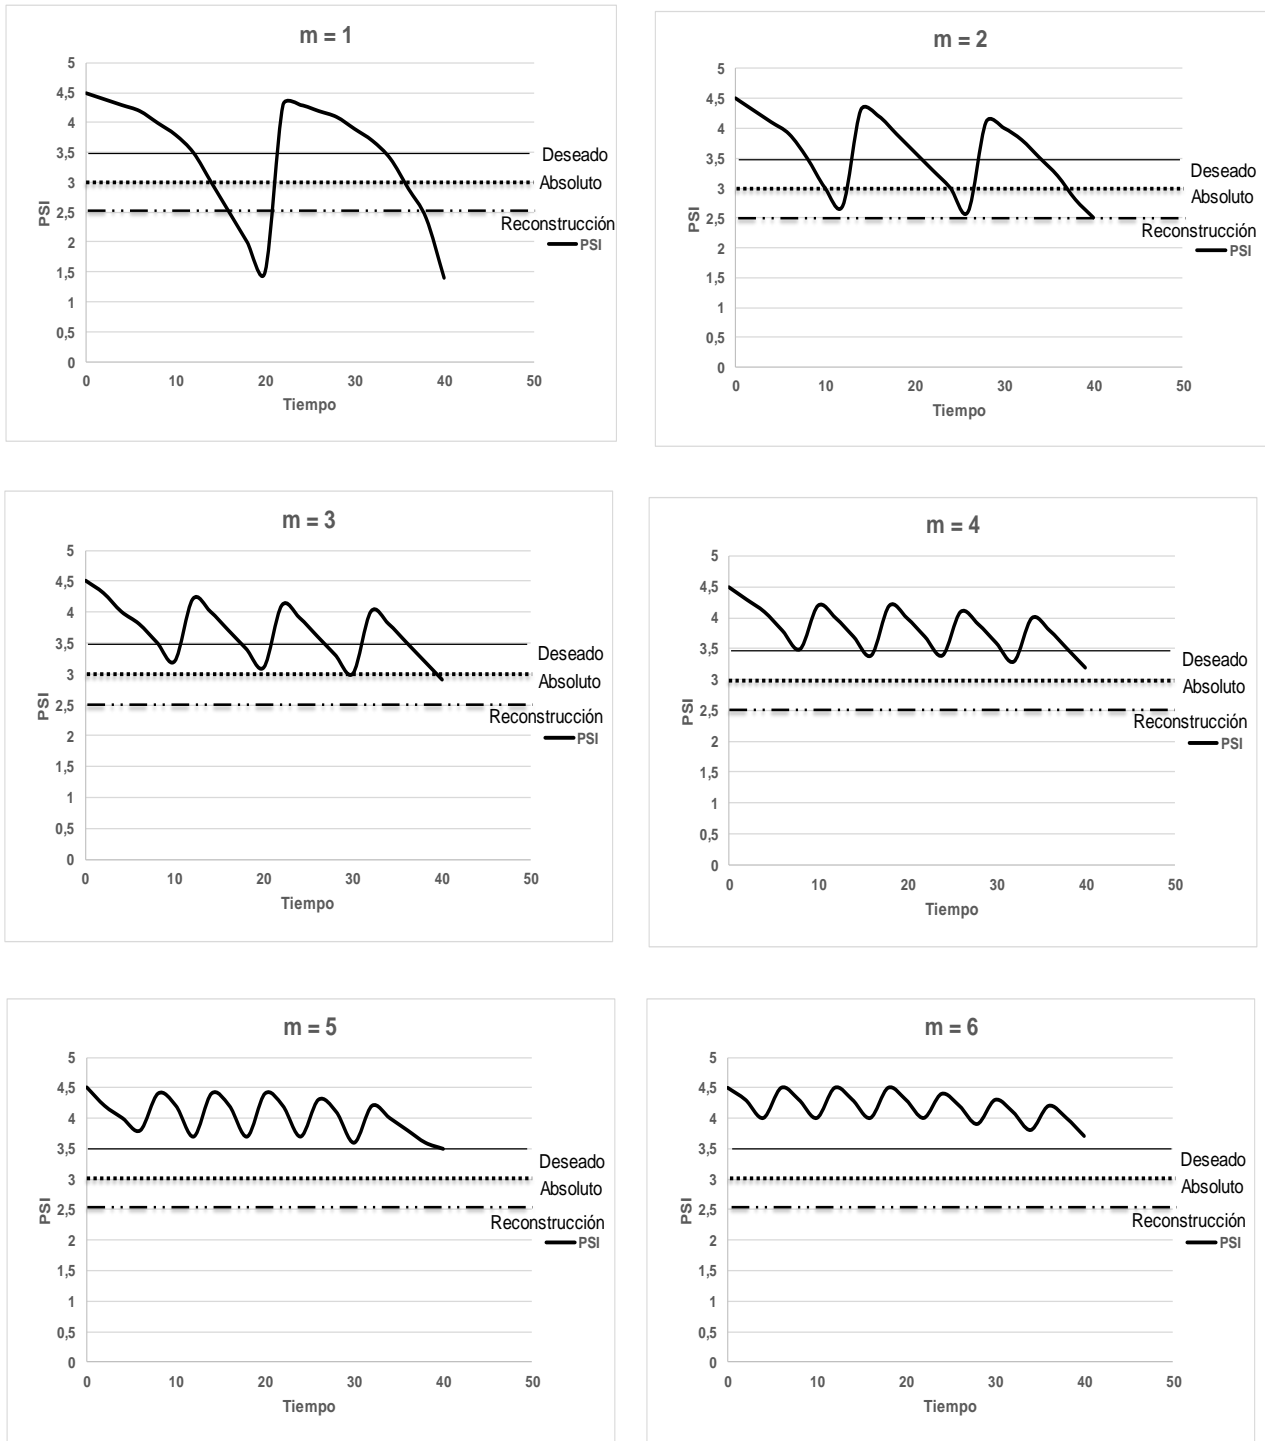 m = 1
5
4,5
4
3,5
3
2,5
2
1,5
1
0,5
0
PSI
0 10 20 30 40 50
Tiempo
Deseado
Absoluto
Reconstrucción
PSI
m = 2
5
4,5
4
3,5
3
2,5
2
1,5
1
0,5
0
PSI
0 10 20 30 40 50
Tiempo
Deseado
Absoluto
Reconstrucción
PSI
m = 3
5
4,5
4
3,5
3
2,5
2
1,5
1
0,5
0
PSI
0 10 20 30 40 50
Tiempo
Deseado
Absoluto
Reconstrucción
PSI
m = 4
5
4,5
4
3,5
3
2,5
2
1,5
1
0,5
0
PSI
0 10 20 30 40 50
Tiempo
Deseado
Absoluto
Reconstrucción
PSI
m = 5
5
4,5
4
3,5
3
2,5
2
1,5
1
0,5
0
PSI
0 10 20 30 40 50
Tiempo
Deseado
Absoluto
Reconstrucción
PSI
m = 6
5
4,5
4
3,5
3
2,5
2
1,5
1
0,5
0
PSI
0 10 20 30 40 50
Tiempo
Deseado
Absoluto
Reconstrucción
PSI